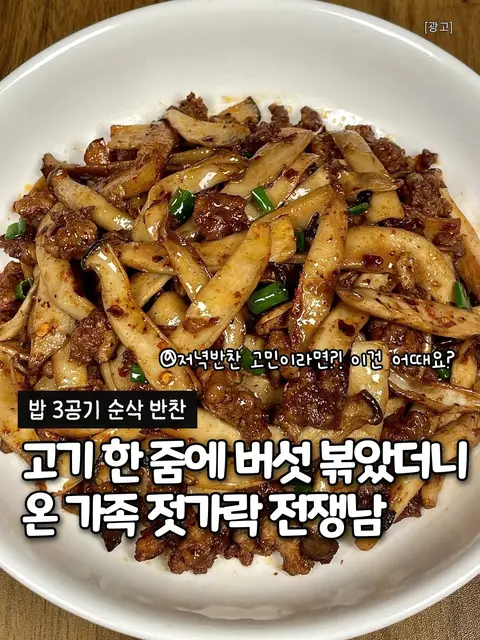 [광고]
@저녁반찬 고민이라면?! 이건 어때요?
밥 3공기 순삭 반찬
고기 한 줌에 버섯 볶았더니
온 가족 젓가락 전쟁남